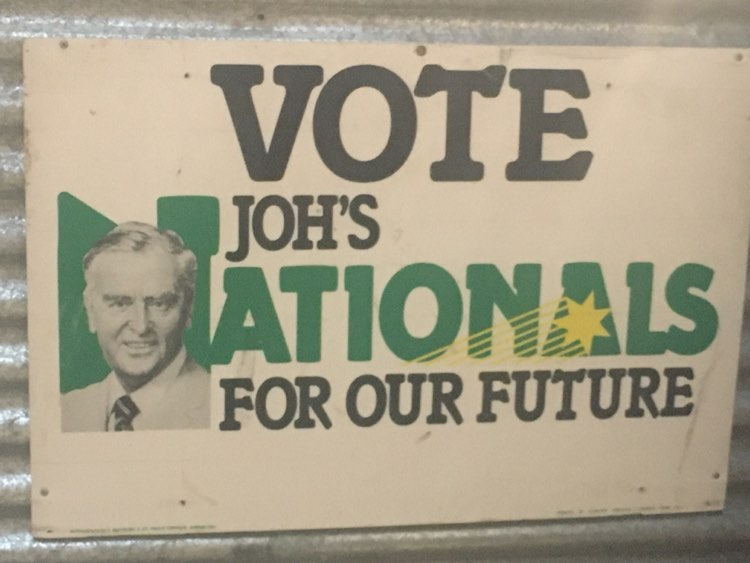 VOTE
JOH'S
NATIONALS
FOR OUR FUTURE